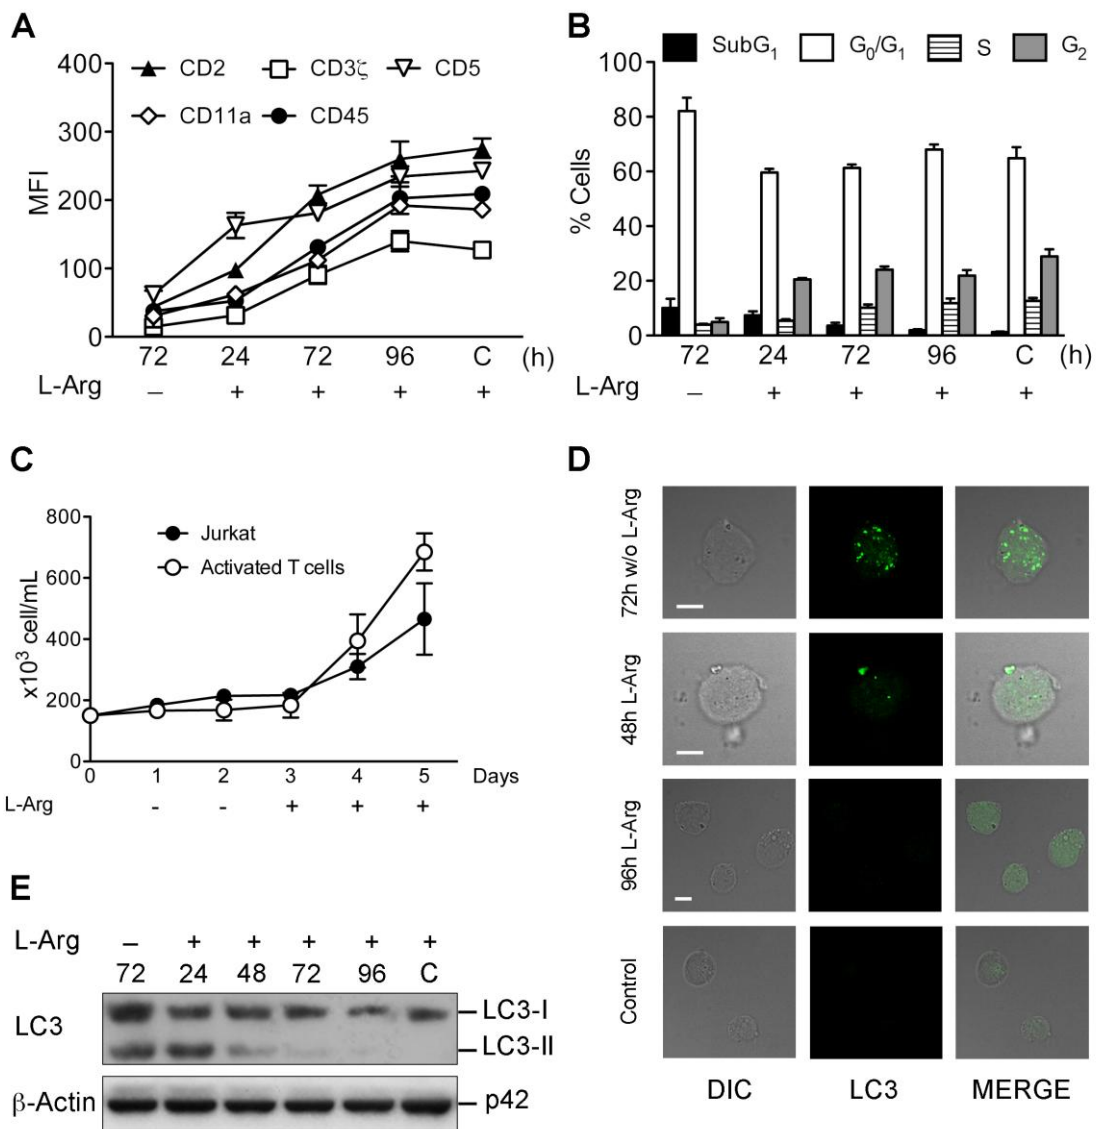 A
400
300
200
100
0
MFI
CD2 CD3ζ CD5
CD11a CD45
72 24 72 96 C (h)
L-Arg – + + + +
B
SubG1 G0/G1 S G2
100
80
60
40
20
0
% Cells
72 24 72 96 C (h)
L-Arg – + + + +
C
800
600
400
200
0
x10³ cell/mL
Jurkat
Activated T cells
0 1 2 3 4 5 Days
L-Arg - - + + +
D
72h w/o L-Arg
48h L-Arg
96h L-Arg
Control
DIC LC3 MERGE
E
L-Arg – + + + + +
72 24 48 72 96 C
LC3
LC3-I
LC3-II
β-Actin p42